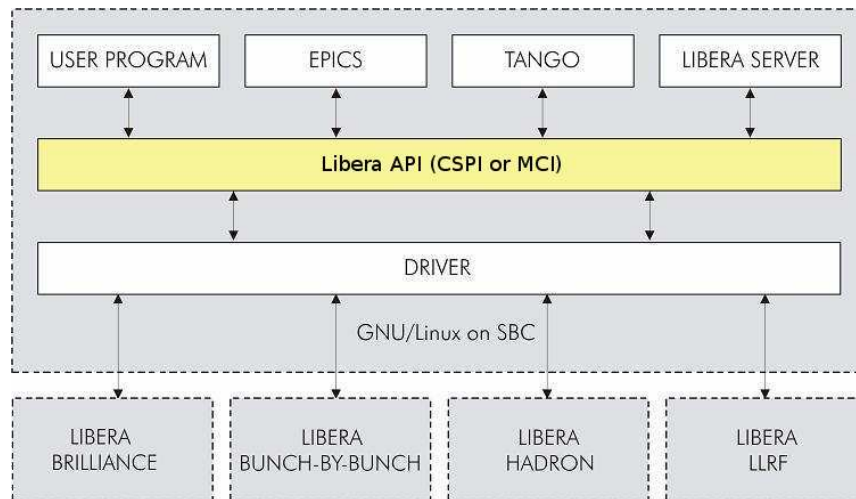 USER PROGRAM
EPICS
TANGO
LIBERA SERVER
Libera API (CSPI or MCI)
DRIVER
GNU/Linux on SBC
LIBERA
BRILLIANCE
LIBERA
BUNCH-BY-BUNCH
LIBERA
HADRON
LIBERA
LLRF